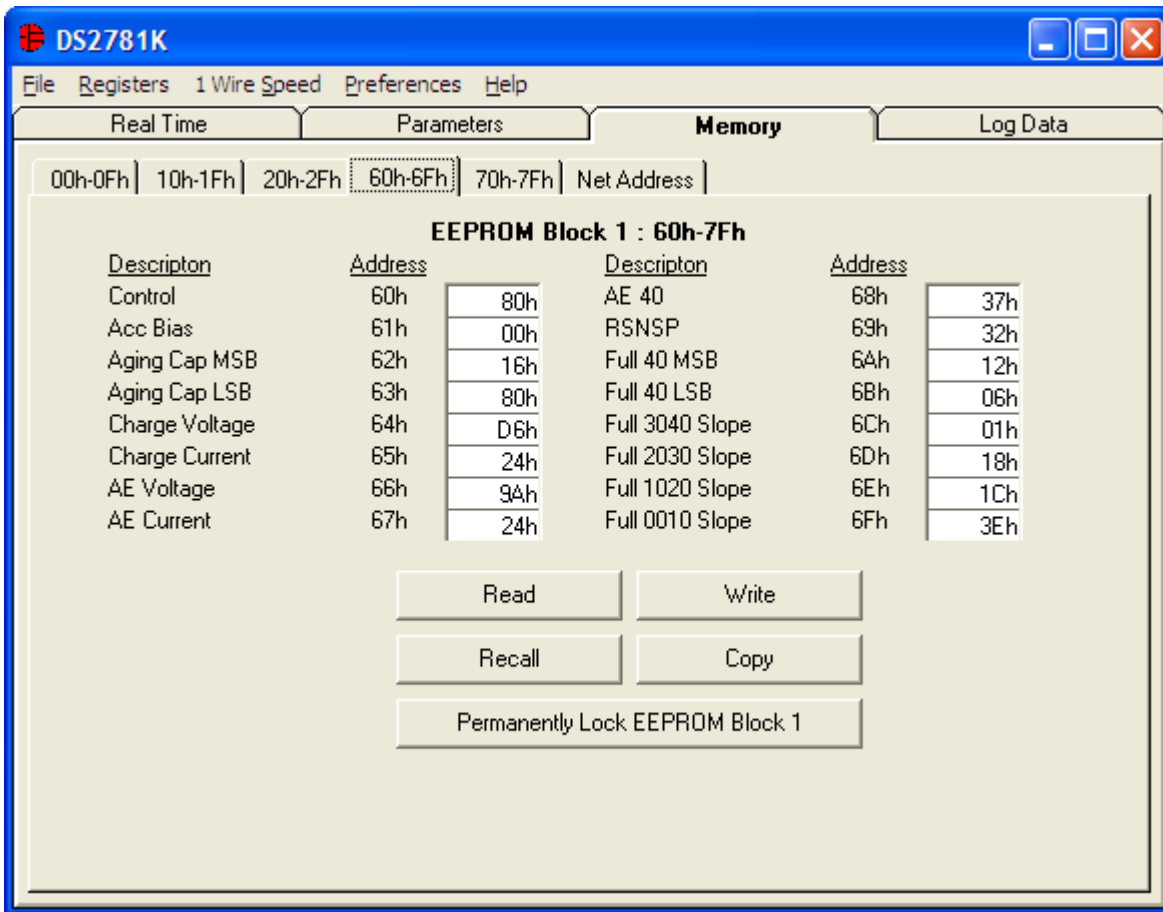 DS2781K
File Registers 1 Wire Speed Preferences Help
Real Time Parameters Memory Log Data
00h-0Fh 10h-1Fh 20h-2Fh 60h-6Fh 70h-7Fh Net Address
EEPROM Block 1 : 60h-7Fh
Descripton Address Descripton Address
Control 60h 80h AE 40 68h 37h
Acc Bias 61h 00h RSNSP 69h 32h
Aging Cap MSB 62h 16h Full 40 MSB 6Ah 12h
Aging Cap LSB 63h 80h Full 40 LSB 6Bh 06h
Charge Voltage 64h D6h Full 3040 Slope 6Ch 01h
Charge Current 65h 24h Full 2030 Slope 6Dh 18h
AE Voltage 66h 9Ah Full 1020 Slope 6Eh 1Ch
AE Current 67h 24h Full 0010 Slope 6Fh 3Eh
Read Write
Recall Copy
Permanently Lock EEPROM Block 1